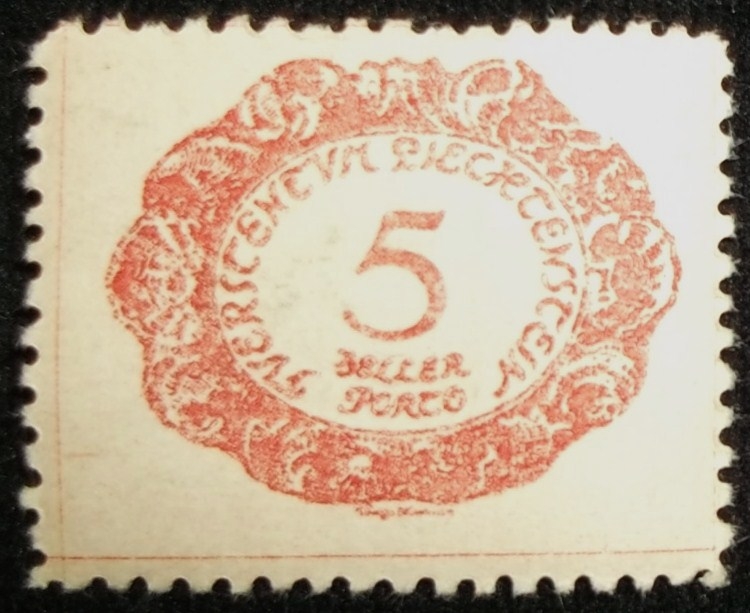 FVERSTENTVM LIECHTENSTEIN
5
HELLER
PORTO